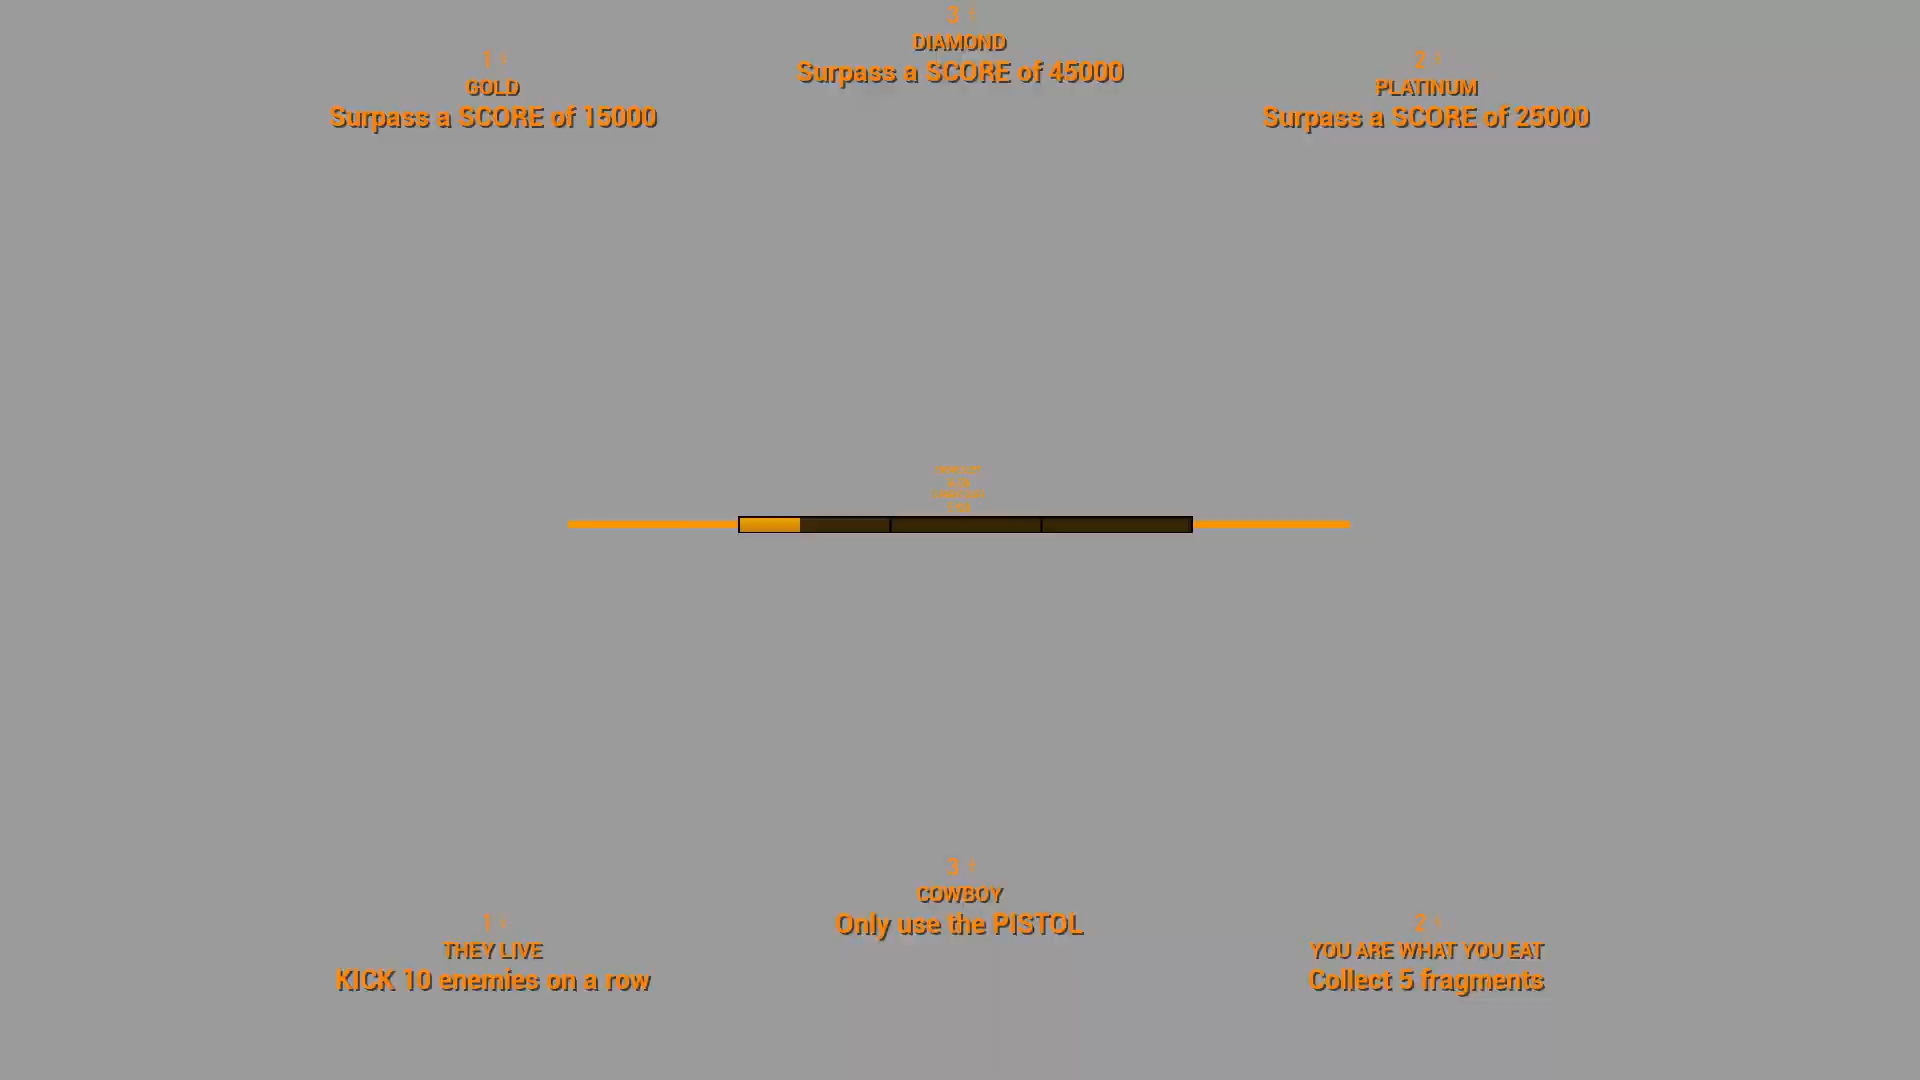 3
DIAMOND
Surpass a SCORE of 45000
1
GOLD
Surpass a SCORE of 15000
2
PLATINUM
Surpass a SCORE of 25000
3
COWBOY
Only use the PISTOL
1
THEY LIVE
KICK 10 enemies on a row
2
YOU ARE WHAT YOU EAT
Collect 5 fragments